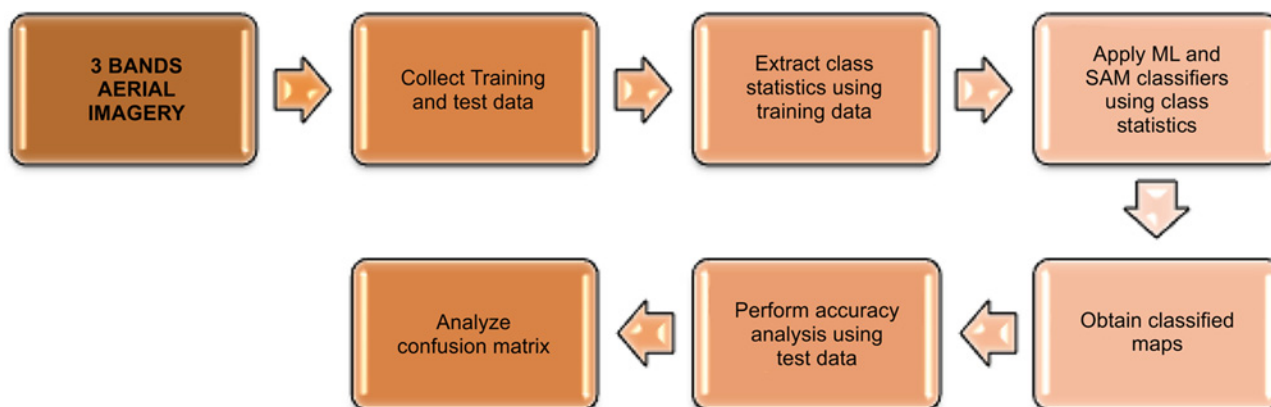 3 BANDS
AERIAL
IMAGERY
Collect Training
and test data
Extract class
statistics using
training data
Apply ML and
SAM classifiers
using class
statistics
Obtain classified
maps
Perform accuracy
analysis using
test data
Analyze
confusion matrix